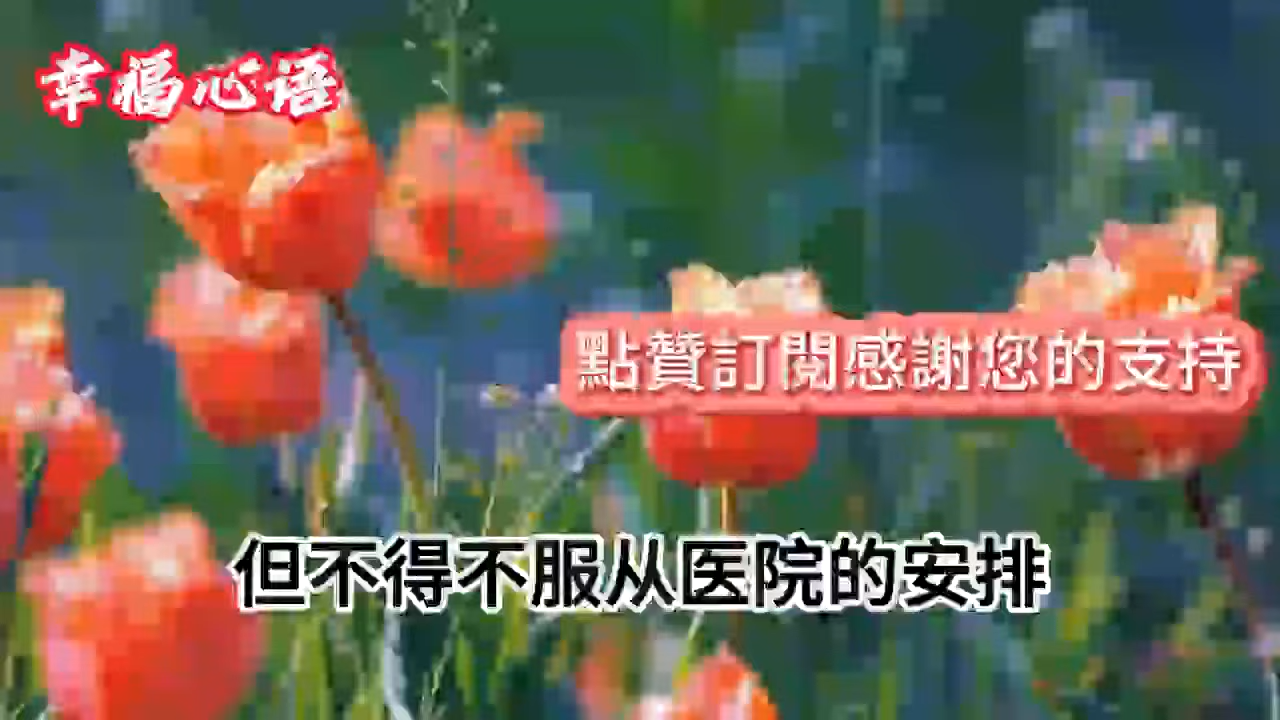 幸福心语
點贊訂閱感謝您的支持
但不得不服从医院的安排